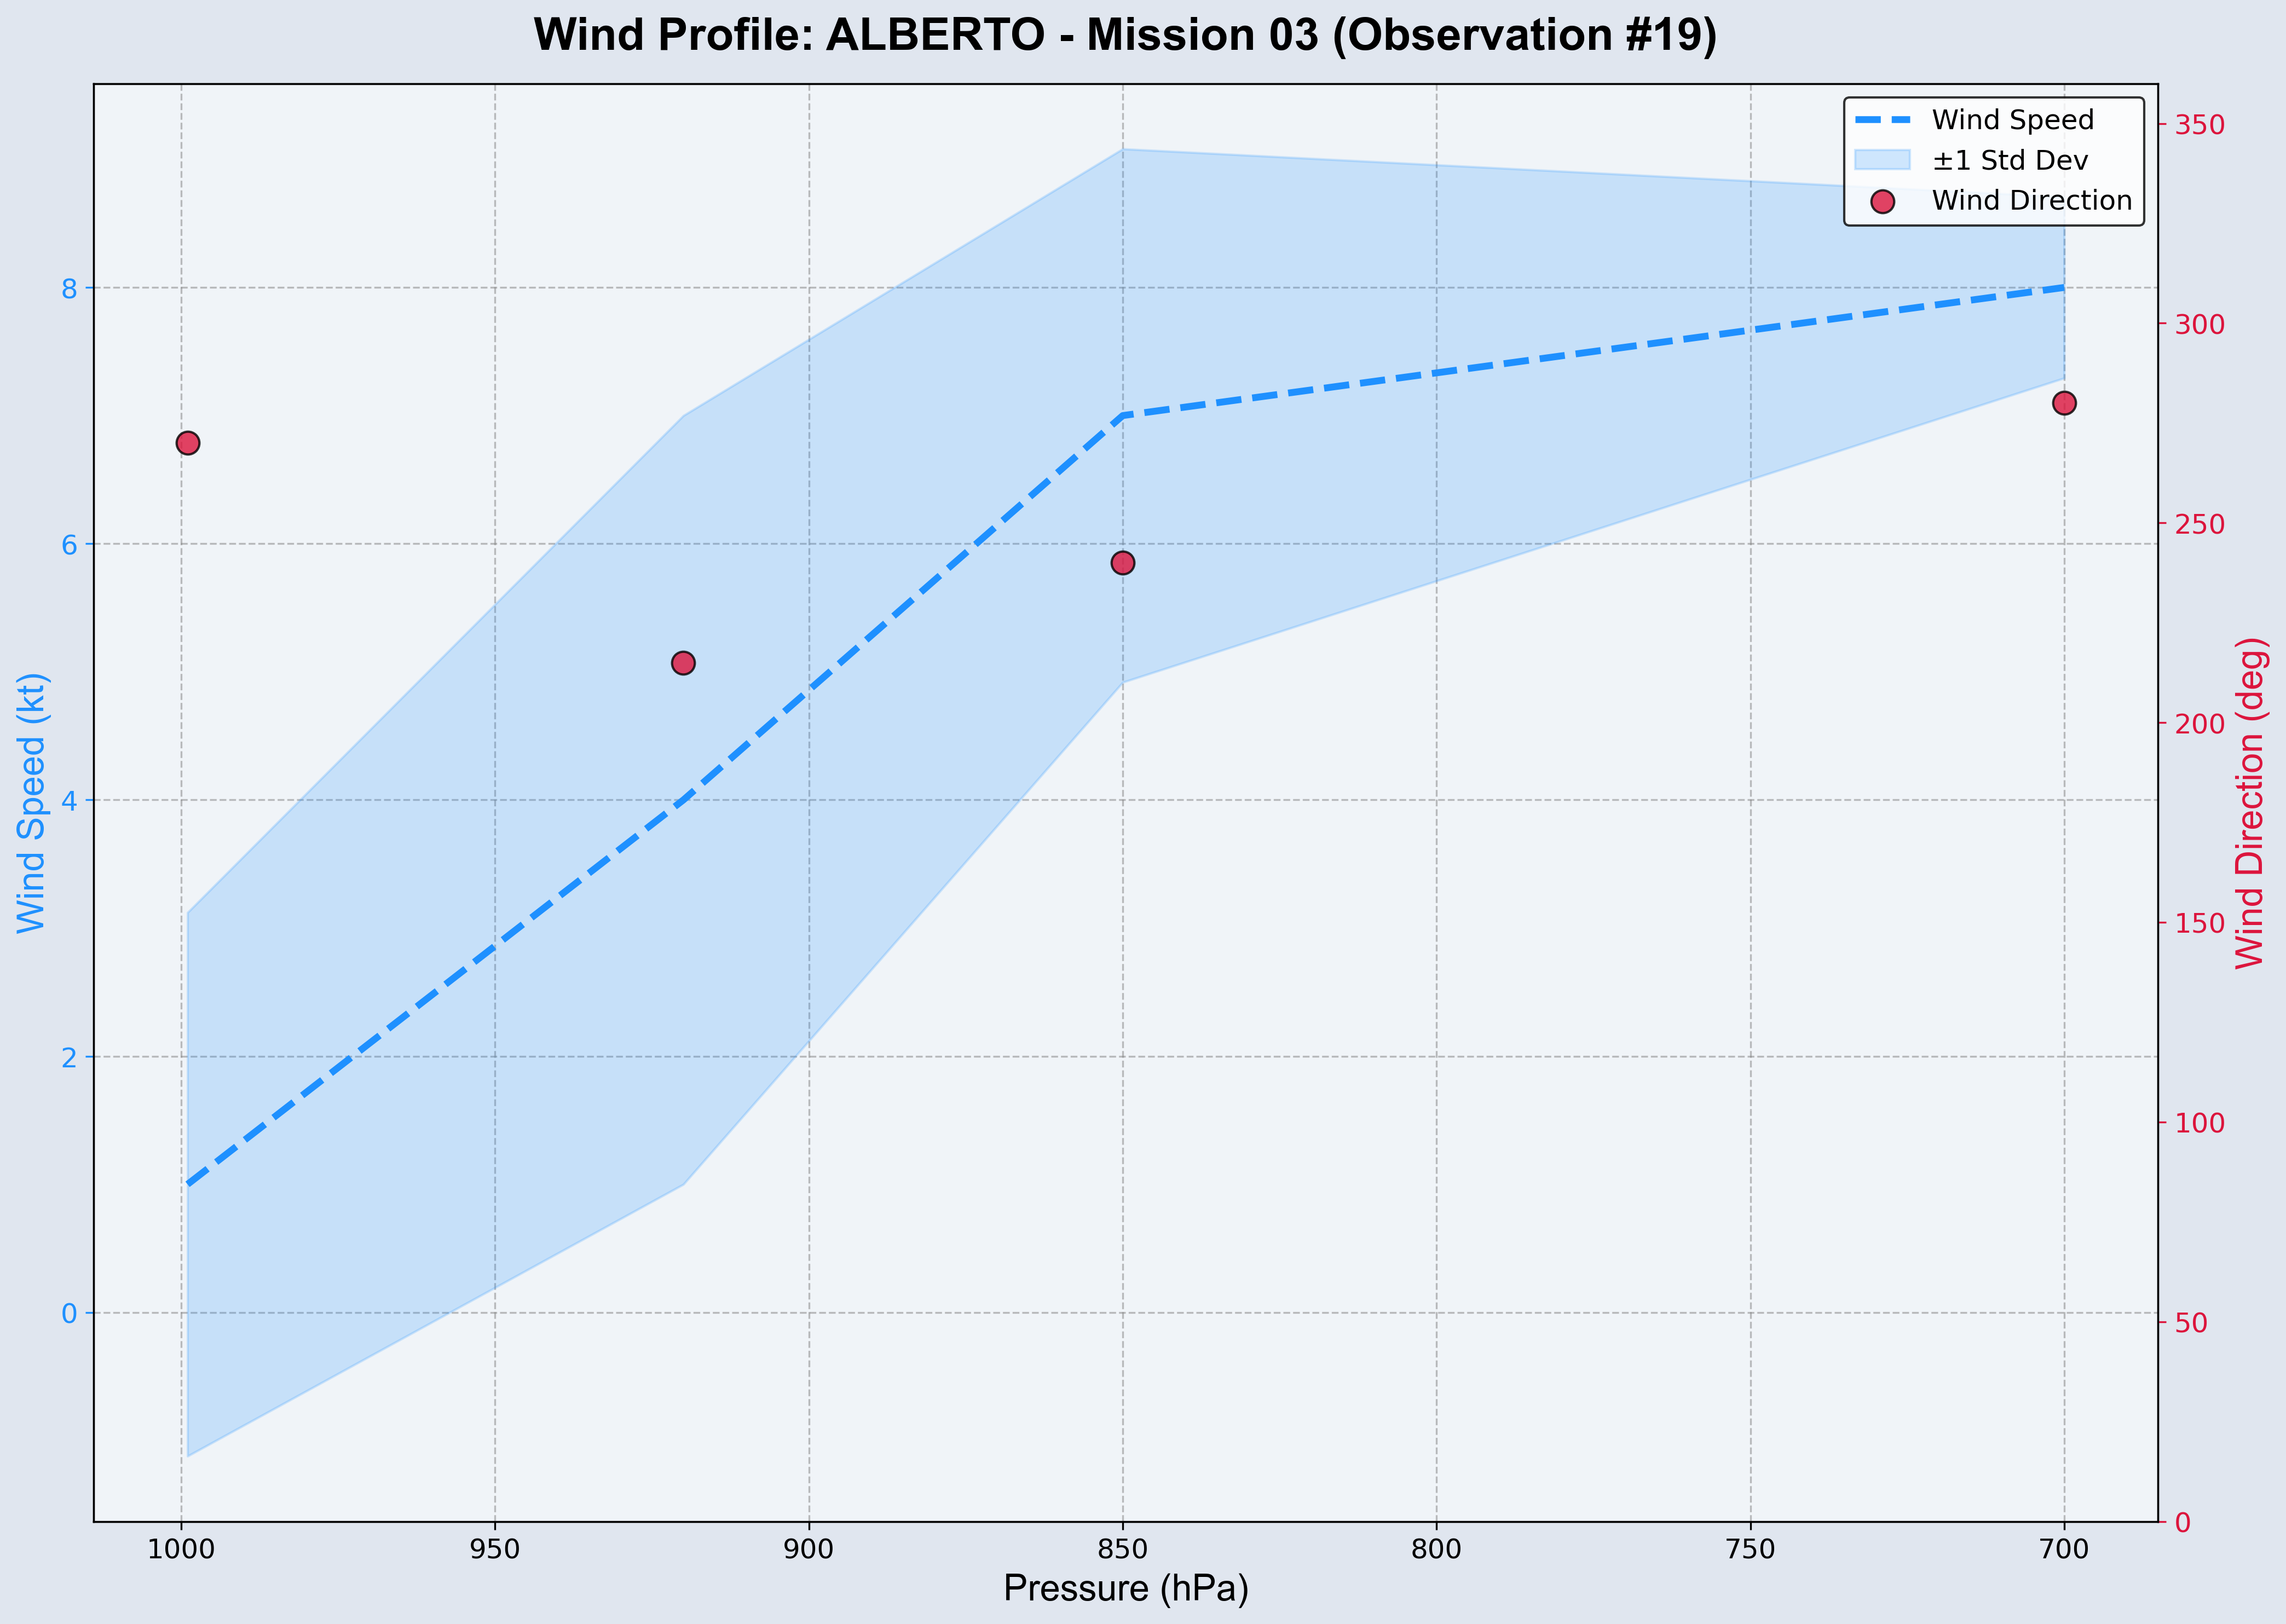 Wind Profile: ALBERTO - Mission 03 (Observation #19)
Wind Speed
±1 Std Dev
Wind Direction
8
6
4
2
0
Wind Speed (kt)
350
300
250
200
150
100
50
0
Wind Direction (deg)
1000
950
900
850
800
750
700
Pressure (hPa)